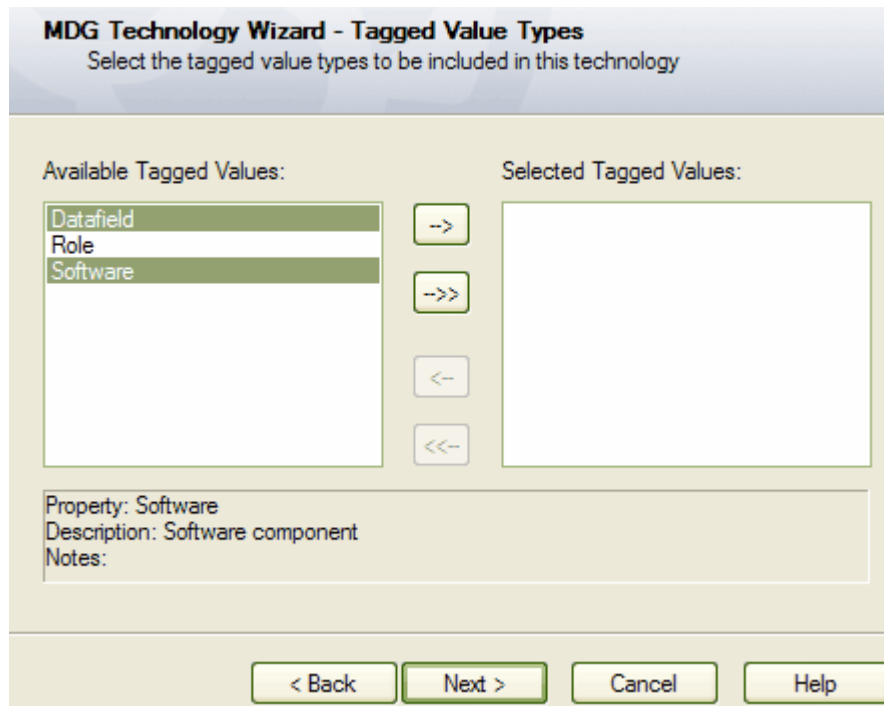 MDG Technology Wizard - Tagged Value Types
Select the tagged value types to be included in this technology
Available Tagged Values:
Selected Tagged Values:
Datafield
Role
Software
-->
-->>
<--
<<--
Property: Software
Description: Software component
Notes:
< Back
Next >
Cancel
Help